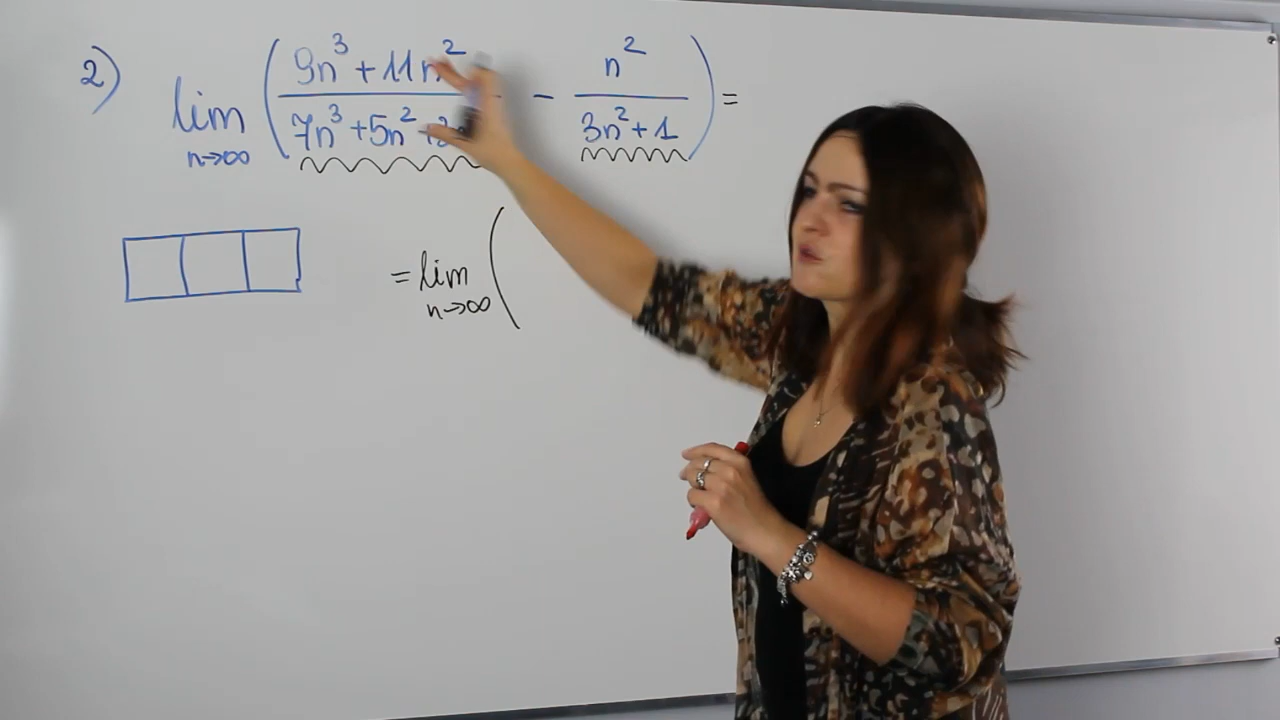 2) lim n→∞ ( 9n³ + 11n² / 7n³ + 5n² + - n² / 3n² + 1 ) =
= lim n→∞ (